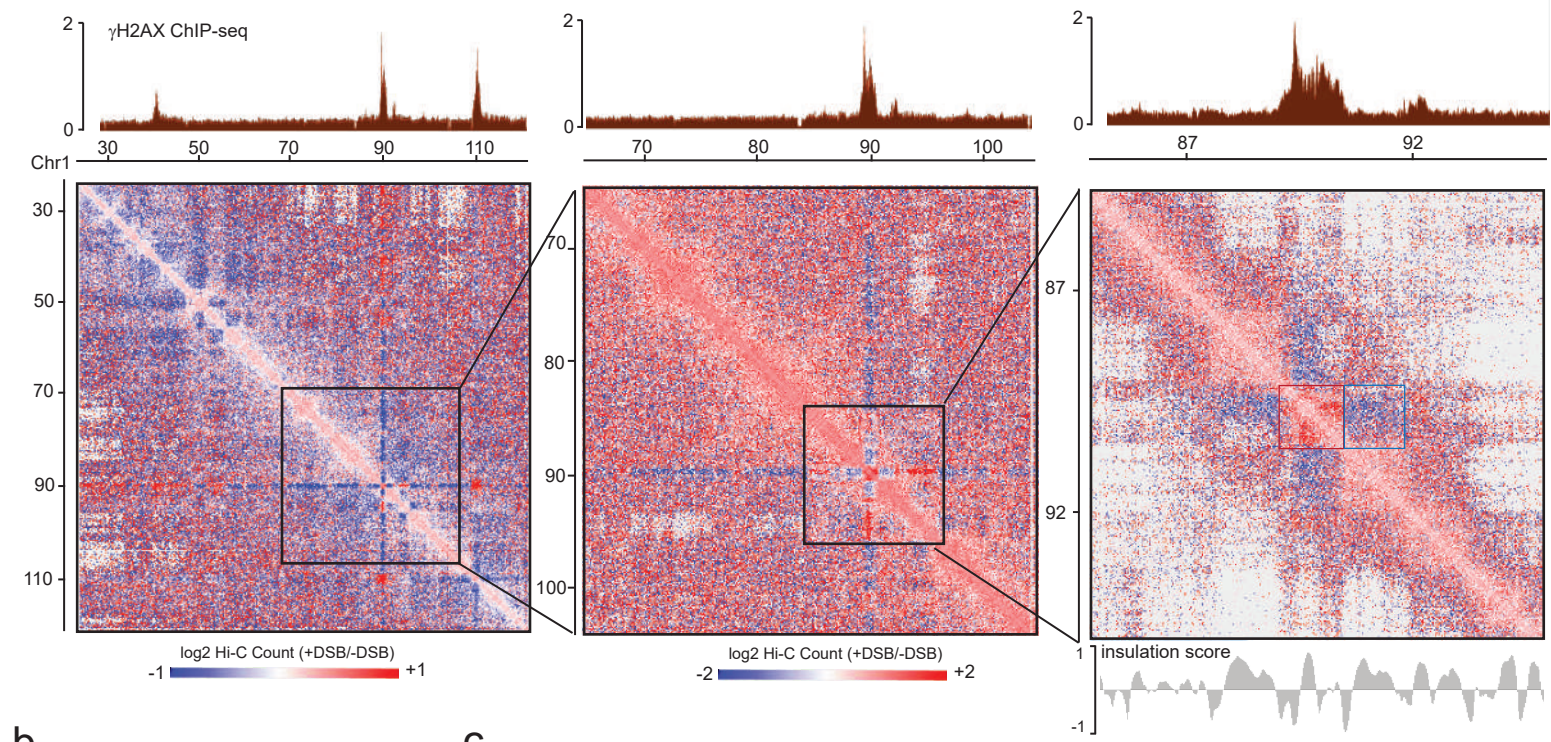 γH2AX ChIP-seq
2
0
2
0
2
0
30 50 70 90 110
70 80 90 100
87 92
Chr1
30
50
70
90
110
70
80
90
100
87
92
log2 Hi-C Count (+DSB/-DSB)
-1 +1
log2 Hi-C Count (+DSB/-DSB)
-2 +2
insulation score
1
-1
b
c